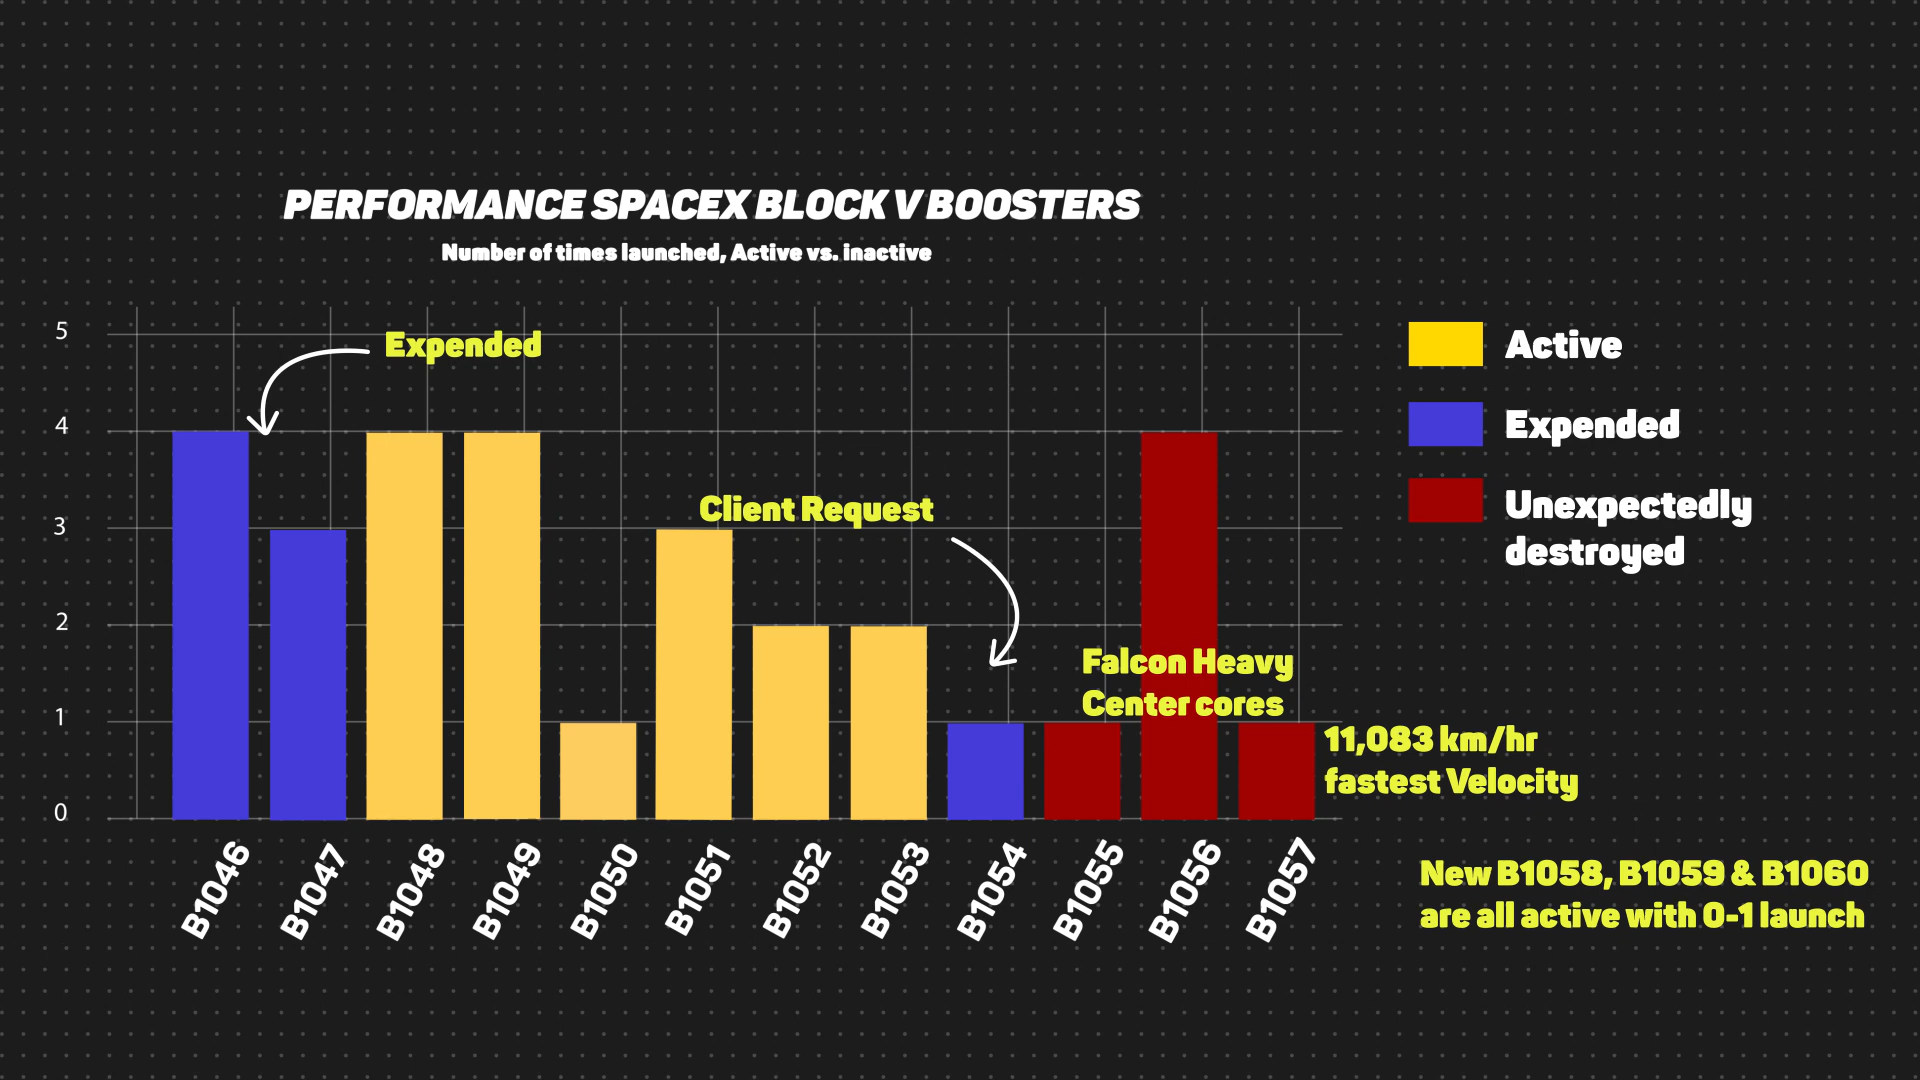 PERFORMANCE SPACEX BLOCK V BOOSTERS
Number of times launched, Active vs. inactive
5
4
3
2
1
0
Expended
Client Request
Falcon Heavy
Center cores
11,083 km/hr
fastest Velocity
B1046
B1047
B1048
B1049
B1050
B1051
B1052
B1053
B1054
B1055
B1056
B1057
Active
Expended
Unexpectedly
destroyed
New B1058, B1059 & B1060
are all active with 0-1 launch